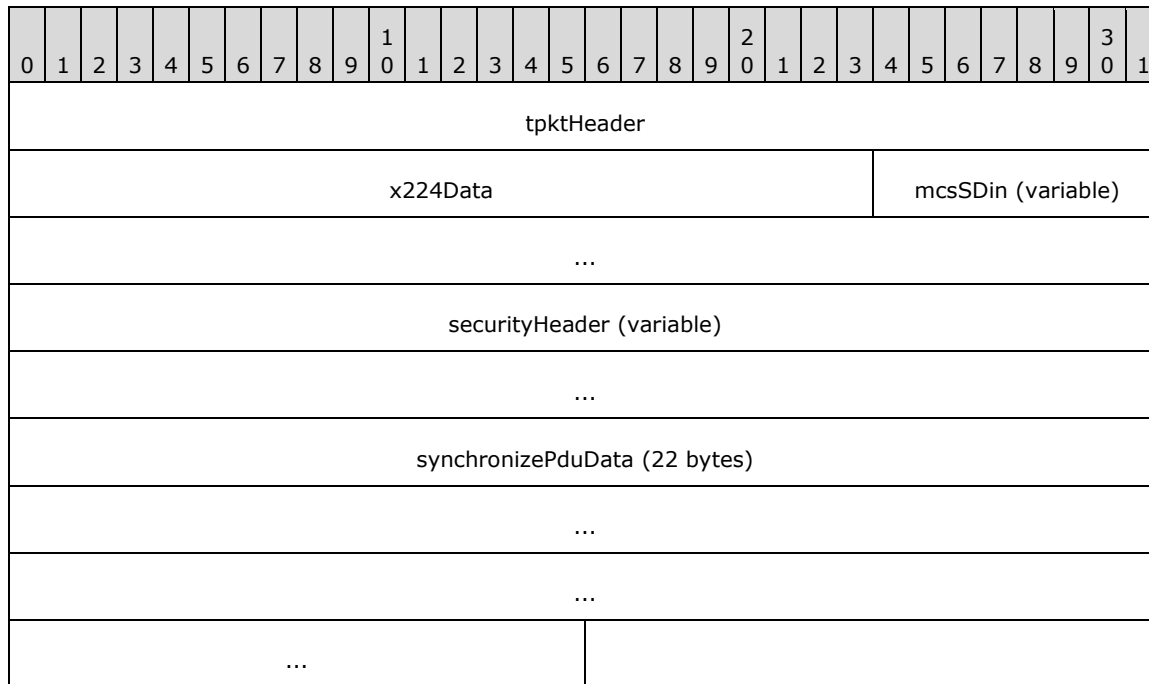 1 2 3
0 1 2 3 4 5 6 7 8 9 0 1 2 3 4 5 6 7 8 9 0 1 2 3 4 5 6 7 8 9 0 1
tpktHeader
x224Data mcsSDin (variable)
...
securityHeader (variable)
...
synchronizePduData (22 bytes)
...
...
...